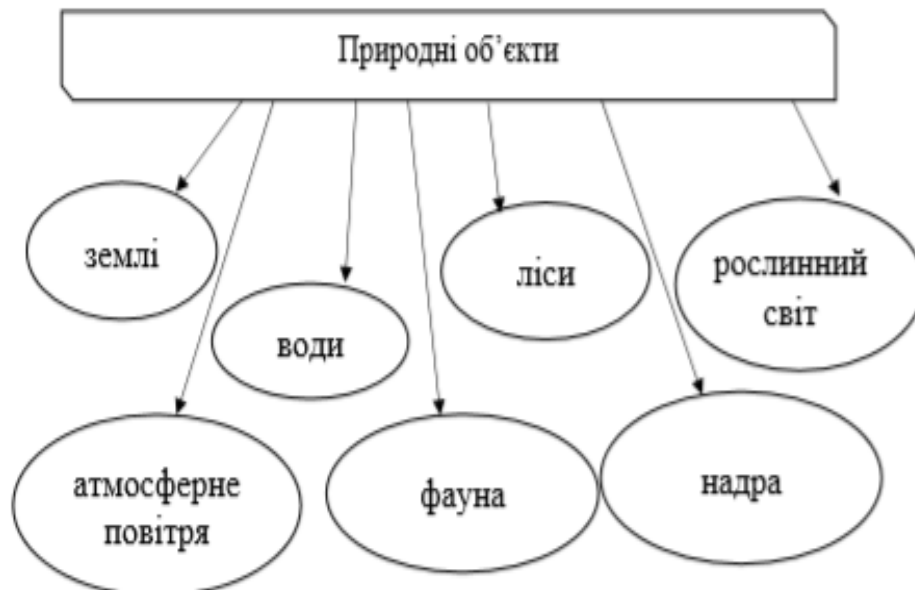 Природні об’єкти
землі
води
ліси
рослинний
світ
атмосферне
повітря
фауна
надра